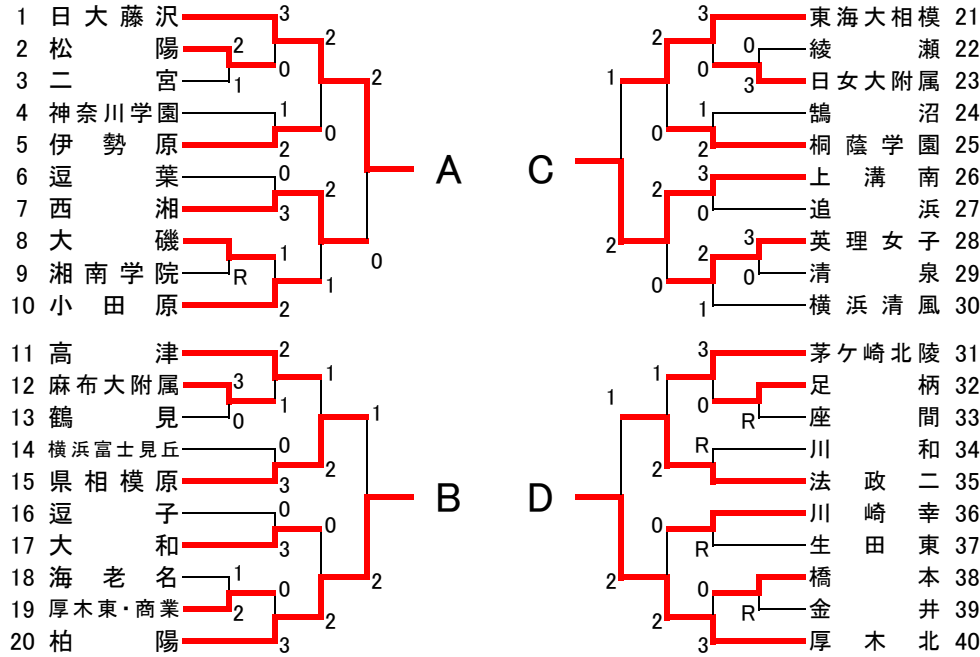 1 日大藤沢
2 松陽
3 二宮
4 神奈川学園
5 伊勢原
6 逗葉
7 西湘
8 大磯
9 湘南学院
10 小田原
3
2
1
0
2
1
2
0
2
0
3
R
1
2
2
1
2
0
A
11 高津
12 麻布大附属
13 鶴見
14 横浜富士見丘
15 県相模原
16 逗子
17 大和
18 海老名
19 厚木東・商業
20 柏陽
2
3
0
1
0
3
1
2
0
3
1
2
0
3
0
2
1
2
B
東海大相模 21
綾瀬 22
日女大附属 23
鵠沼 24
桐蔭学園 25
上溝南 26
追浜 27
英理女子 28
清泉 29
横浜清風 30
3
0
3
0
1
2
2
0
3
0
3
0
2
1
2
0
1
2
C
茅ケ崎北陵 31
足柄 32
座間 33
川和 34
法政二 35
川崎幸 36
生田東 37
橋本 38
金井 39
厚木北 40
3
0
R
R
1
2
R
0
R
3
0
2
1
2
D